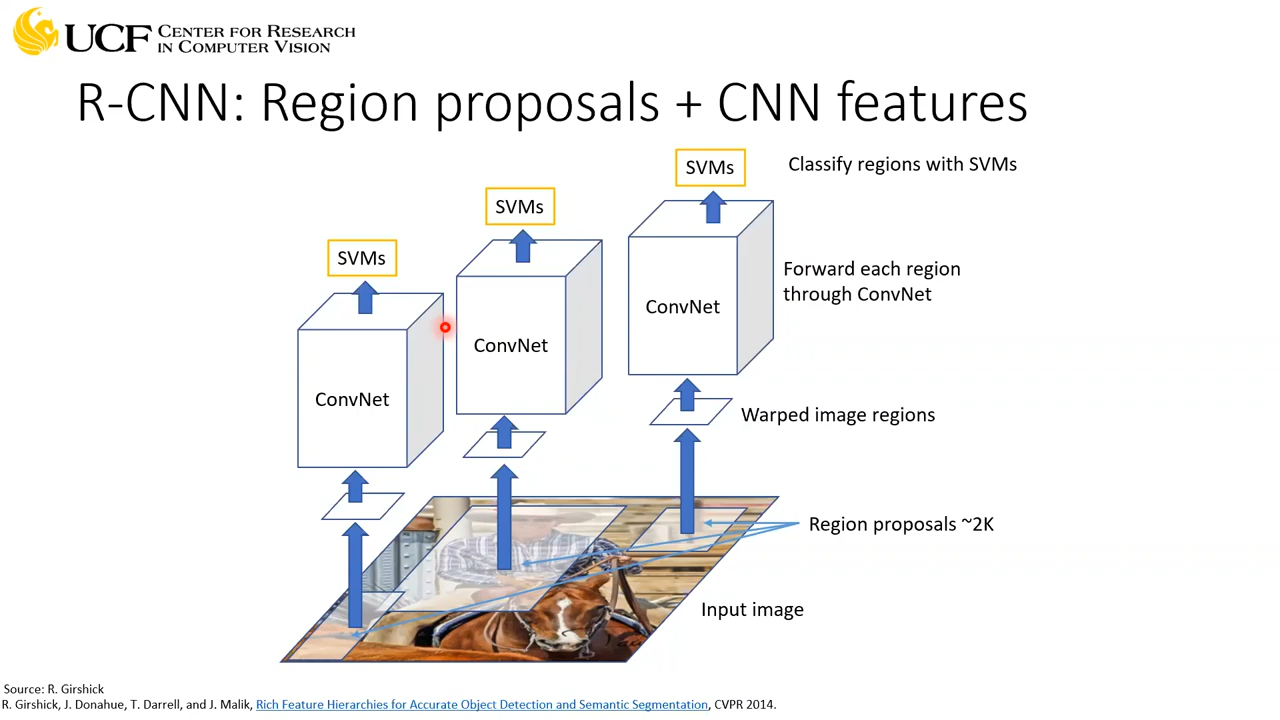 UCF CENTER FOR RESEARCH
IN COMPUTER VISION
R-CNN: Region proposals + CNN features
SVMs
Classify regions with SVMs
SVMs
SVMs
Forward each region
through ConvNet
ConvNet
ConvNet
ConvNet
Warped image regions
Region proposals ~2K
Input image
Source: R. Girshick
R. Girshick, J. Donahue, T. Darrell, and J. Malik, Rich Feature Hierarchies for Accurate Object Detection and Semantic Segmentation, CVPR 2014.